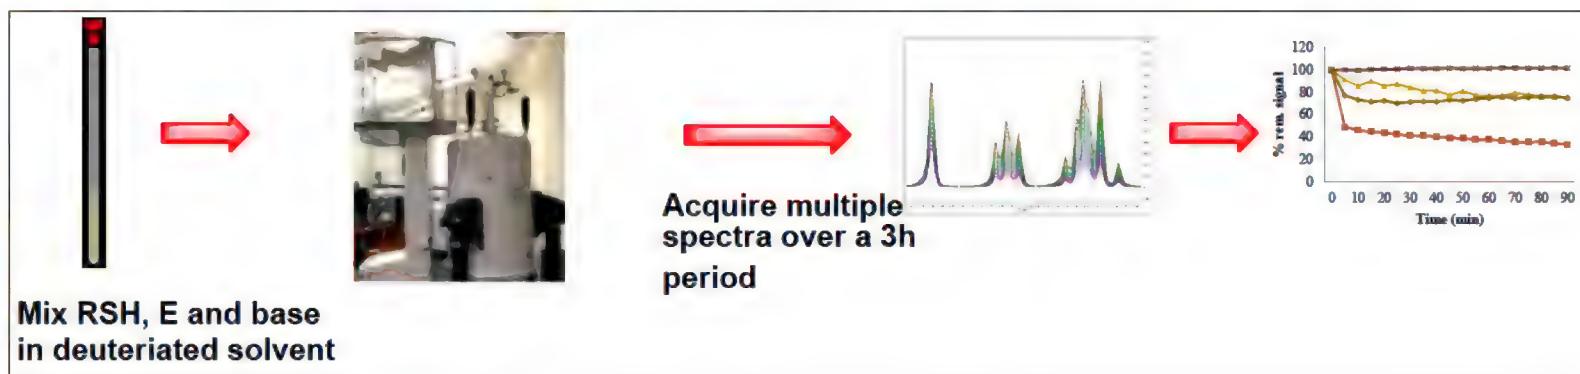 Mix RSH, E and base
in deuteriated solvent
Acquire multiple
spectra over a 3h
period
% rem. signal
120
100
80
60
40
20
0
0 10 20 30 40 50 60 70 80 90
Time (min)